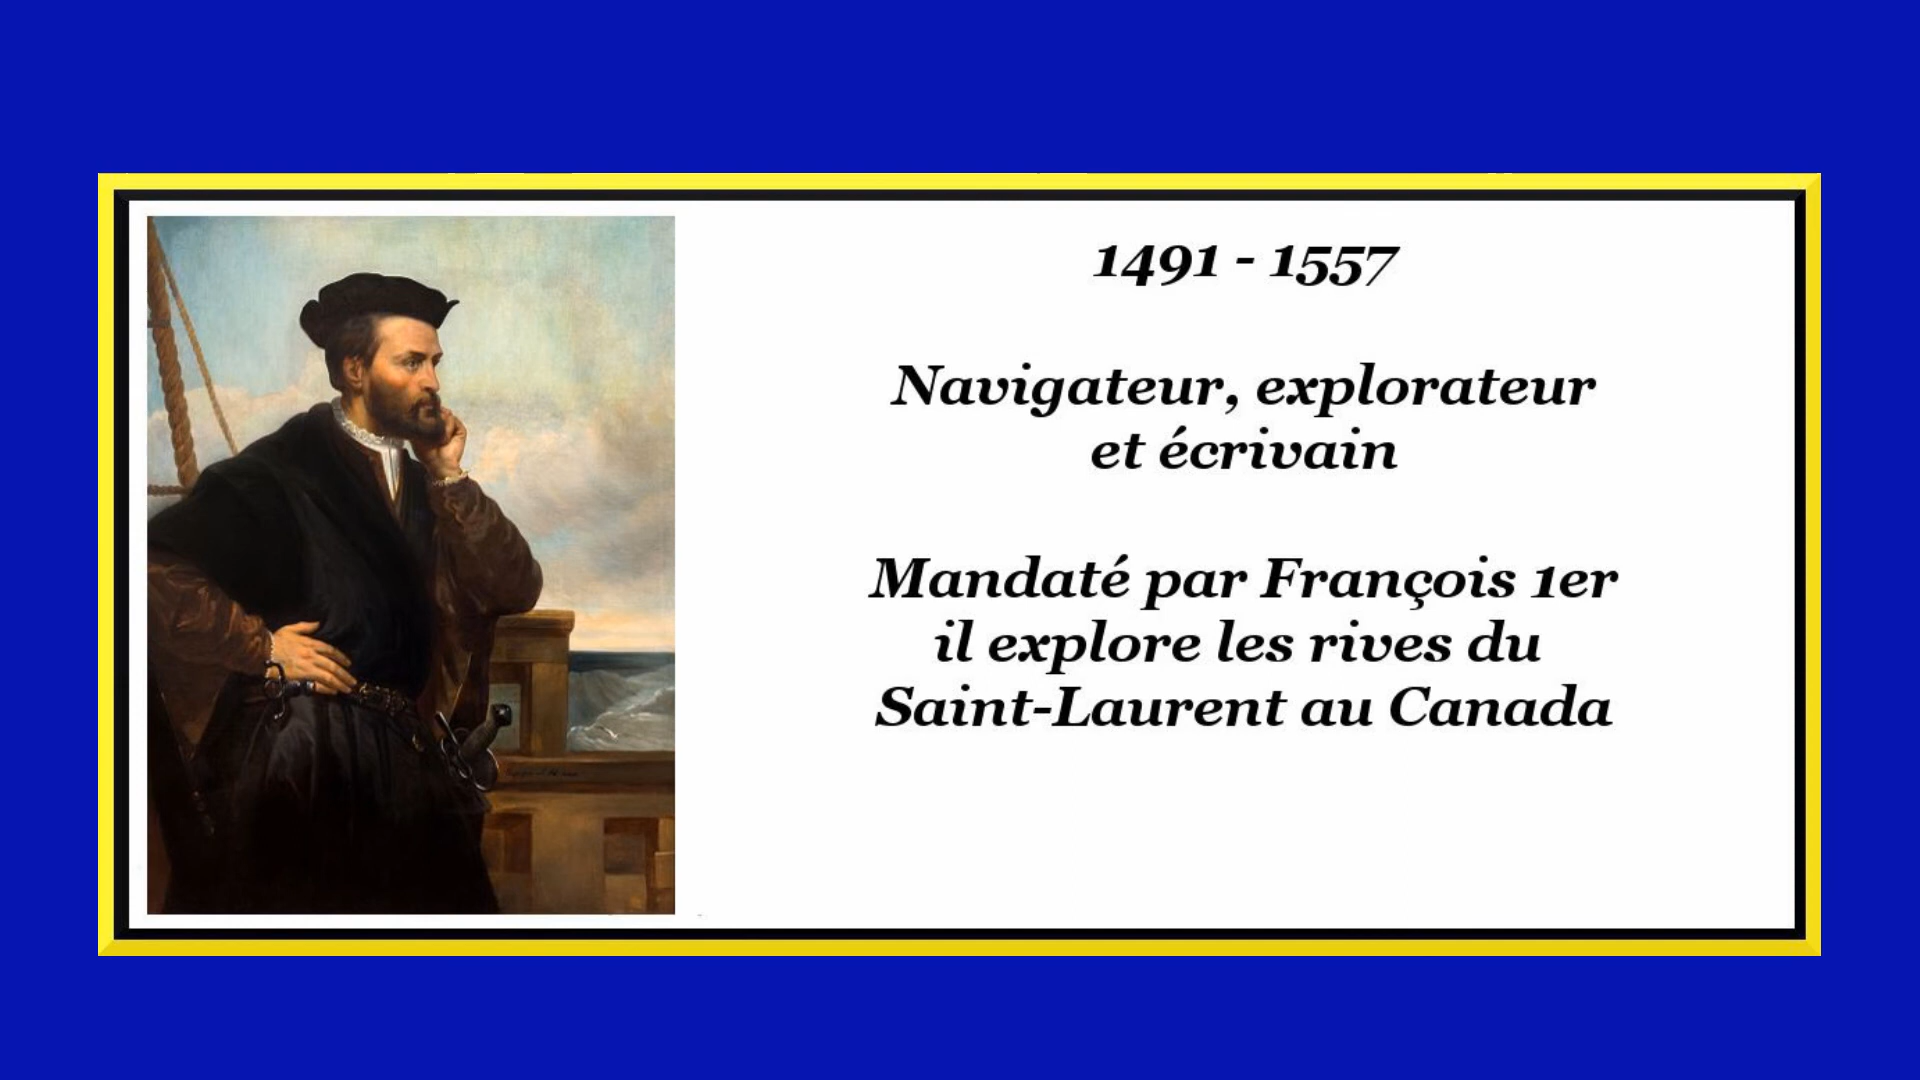 1491 - 1557
Navigateur, explorateur
et écrivain
Mandaté par François 1er
il explore les rives du
Saint-Laurent au Canada